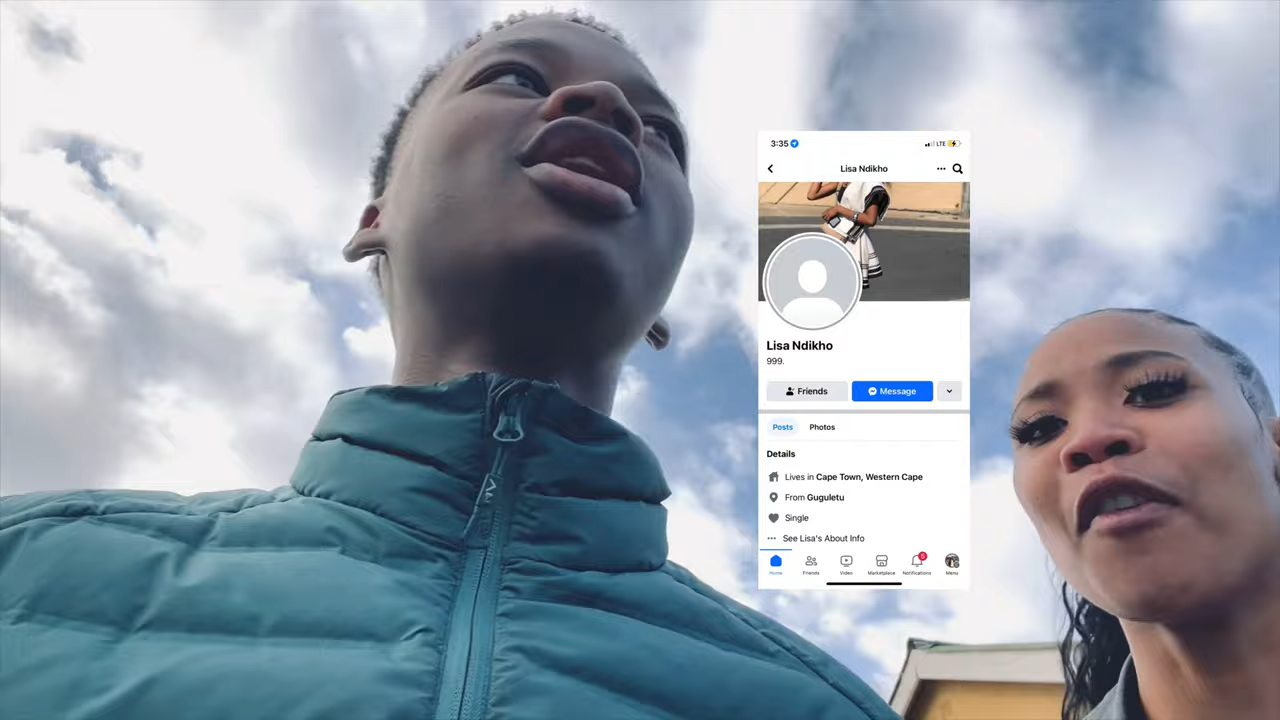 3:35
LTE
Lisa Ndikho
Lisa Ndikho
999.
Friends
Message
Posts Photos
Details
Lives in Cape Town, Western Cape
From Guguletu
Single
See Lisa's About Info
Home Friends Video Marketplace Notifications Menu